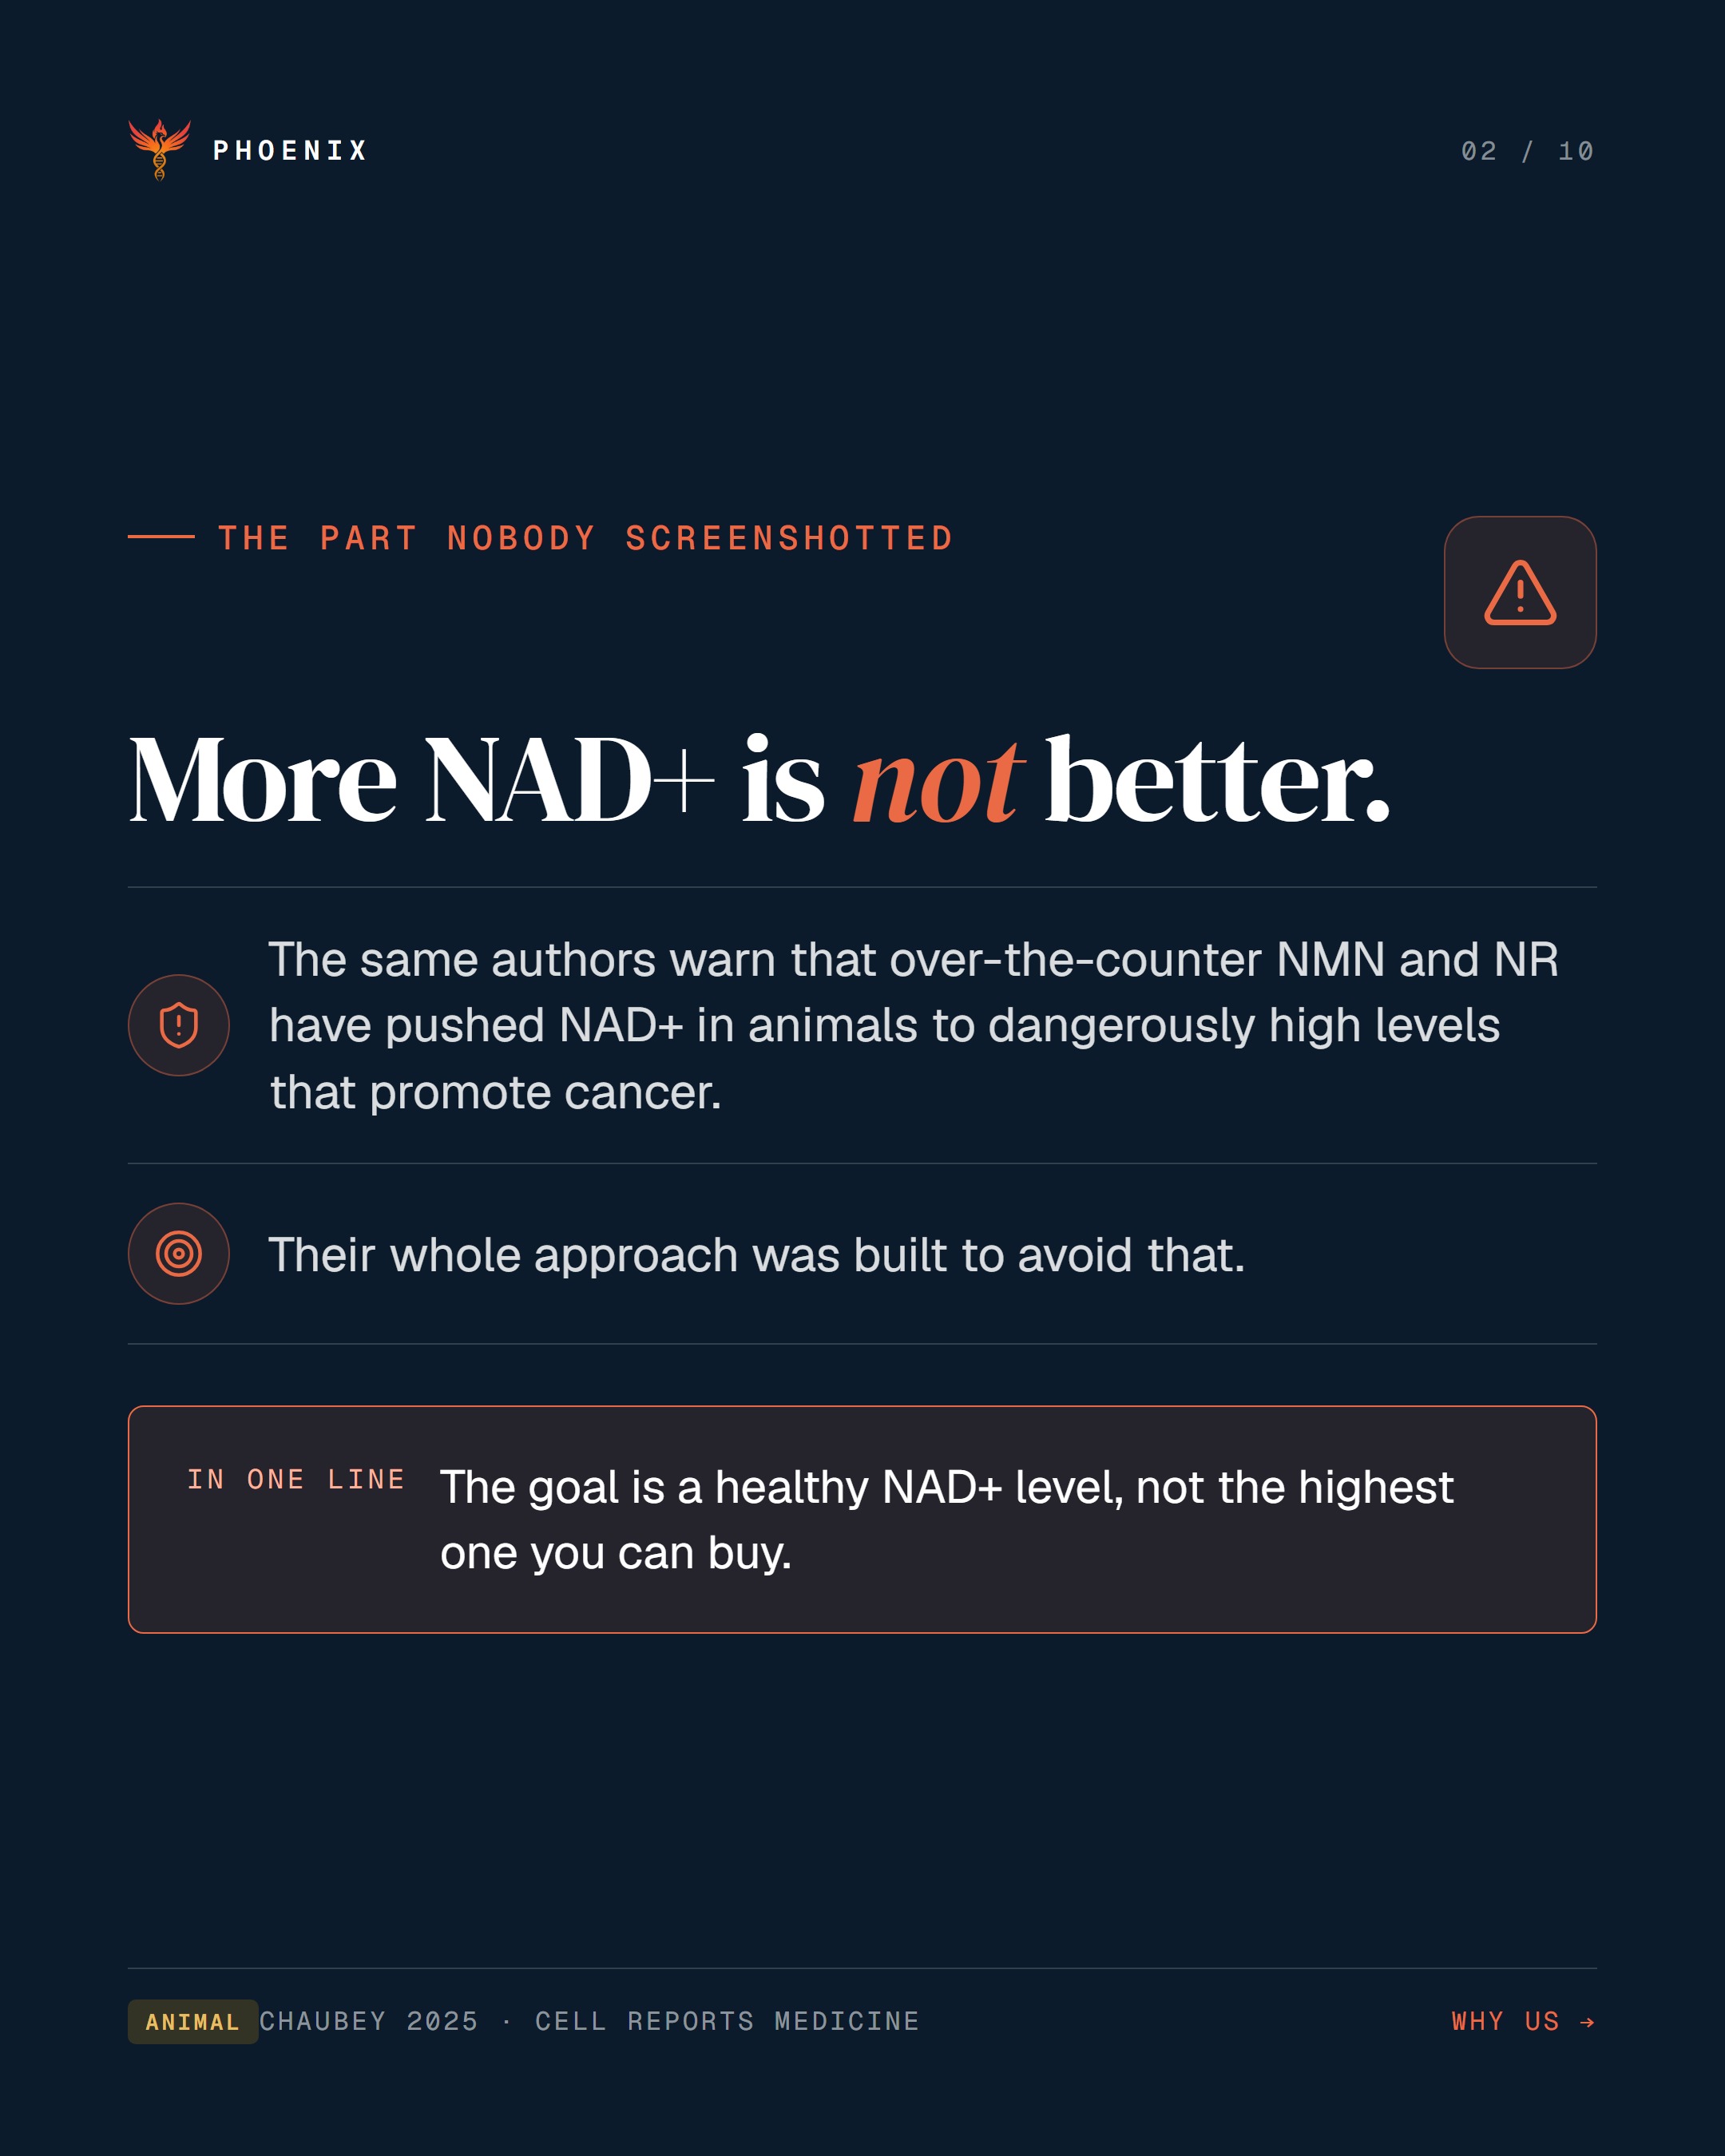 PHOENIX
02 / 10
THE PART NOBODY SCREENSHOTTED
More NAD+ is not better.
The same authors warn that over-the-counter NMN and NR
have pushed NAD+ in animals to dangerously high levels
that promote cancer.
Their whole approach was built to avoid that.
IN ONE LINE
The goal is a healthy NAD+ level, not the highest
one you can buy.
ANIMAL CHAUBEY 2025 · CELL REPORTS MEDICINE
WHY US →